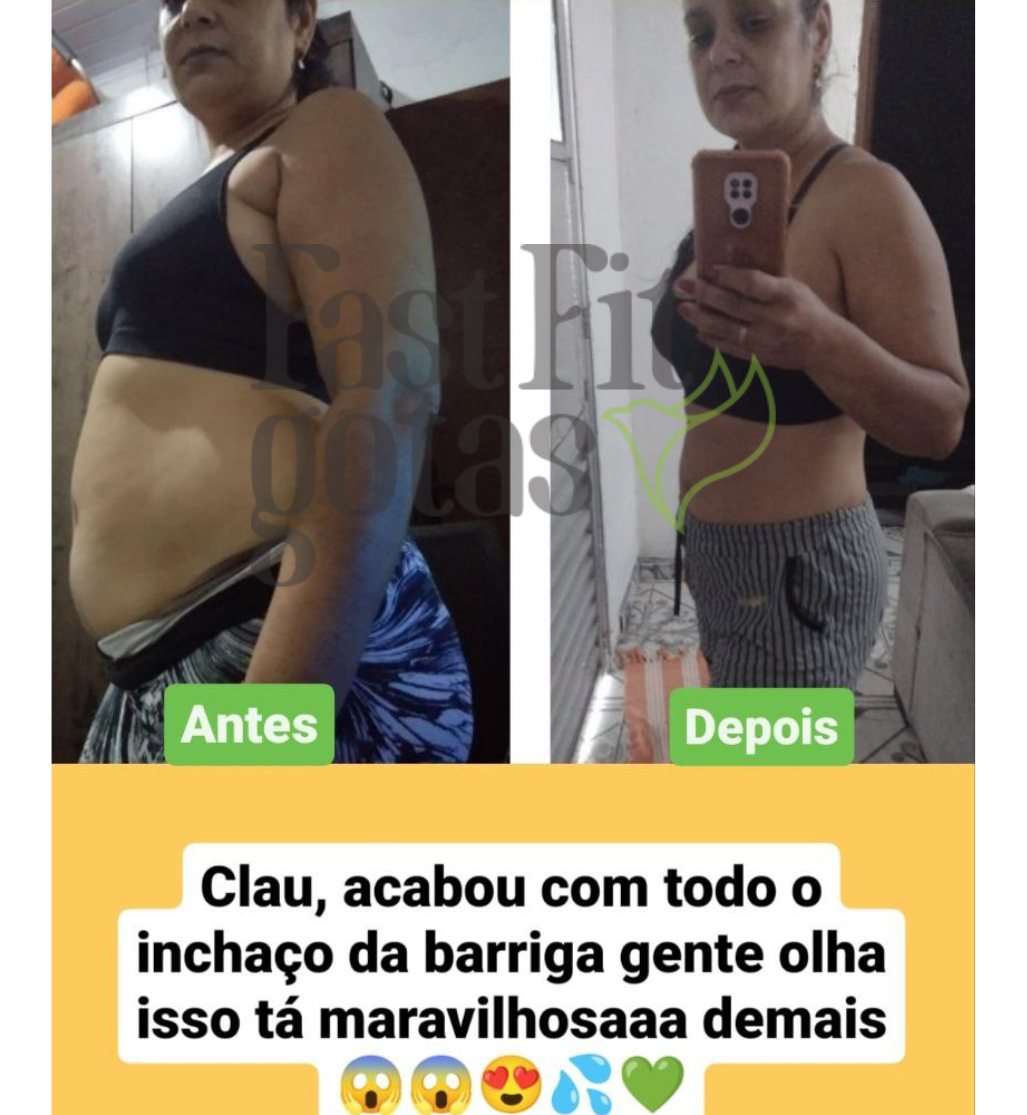 Fast Fit
gotas
Antes
Depois
Clau, acabou com todo o
inchaço da barriga gente olha
isso tá maravilhosaaa demais
😱😱😍💦💚